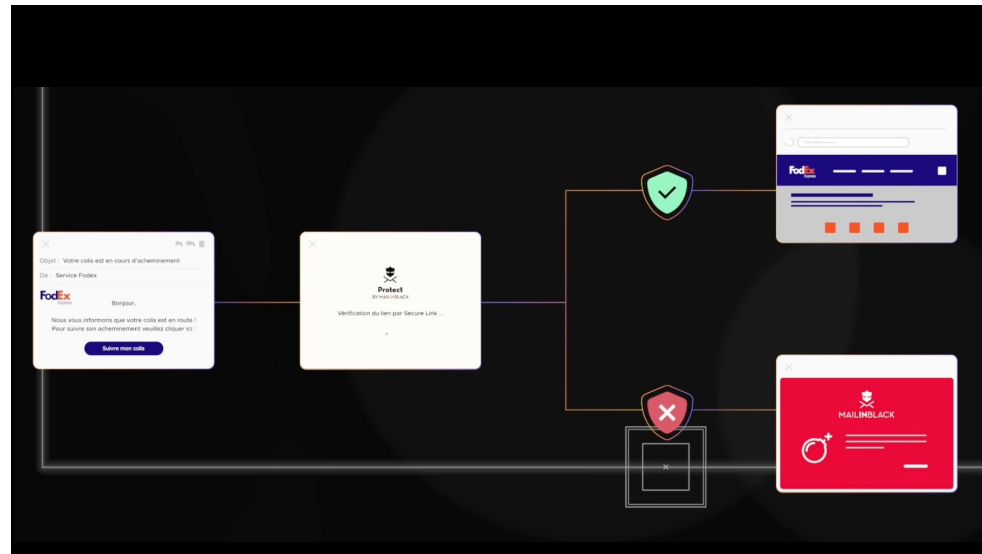 Objet : Votre colis est en cours d'acheminement
De : Service Fodex
FodEx
Express
Bonjour,
Nous vous informons que votre colis est en route !
Pour suivre son acheminement veuillez cliquer ici :
Suivre mon colis
Protect
BY MAILINBLACK
Vérification du lien par Secure Link ...
FodEx
Express
MAILINBLACK